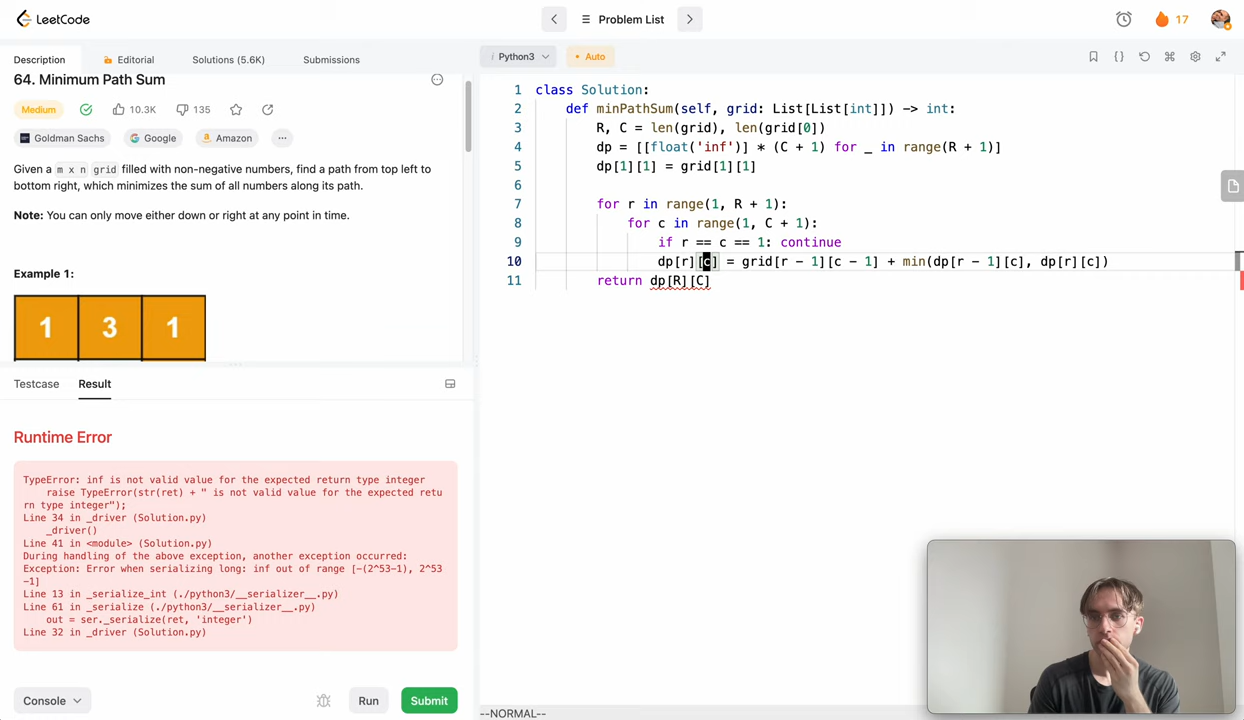 LeetCode
Problem List
17
Description
Editorial
Solutions (5.6K)
Submissions
64. Minimum Path Sum
Medium
10.3K
135
Goldman Sachs
Google
Amazon
Given a m x n grid filled with non-negative numbers, find a path from top left to
bottom right, which minimizes the sum of all numbers along its path.
Note: You can only move either down or right at any point in time.
Example 1:
1 3 1
Testcase
Result
Runtime Error
TypeError: inf is not valid value for the expected return type integer
raise TypeError(str(ret) + " is not valid value for the expected retu
rn type integer");
Line 34 in _driver (Solution.py)
_driver()
Line 41 in <module> (Solution.py)
During handling of the above exception, another exception occurred:
Exception: Error when serializing long: inf out of range [-(2^53-1), 2^53
-1]
Line 13 in _serialize_int (./python3/__serializer__.py)
Line 61 in _serialize (./python3/__serializer__.py)
out = ser._serialize(ret, 'integer')
Line 32 in _driver (Solution.py)
Console
Run
Submit
i Python3
• Auto
1 class Solution:
2 def minPathSum(self, grid: List[List[int]]) -> int:
3 R, C = len(grid), len(grid[0])
4 dp = [[float('inf')] * (C + 1) for _ in range(R + 1)]
5 dp[1][1] = grid[1][1]
6
7 for r in range(1, R + 1):
8 for c in range(1, C + 1):
9 if r == c == 1: continue
10 dp[r][c] = grid[r - 1][c - 1] + min(dp[r - 1][c], dp[r][c])
11 return dp[R][C]
--NORMAL--